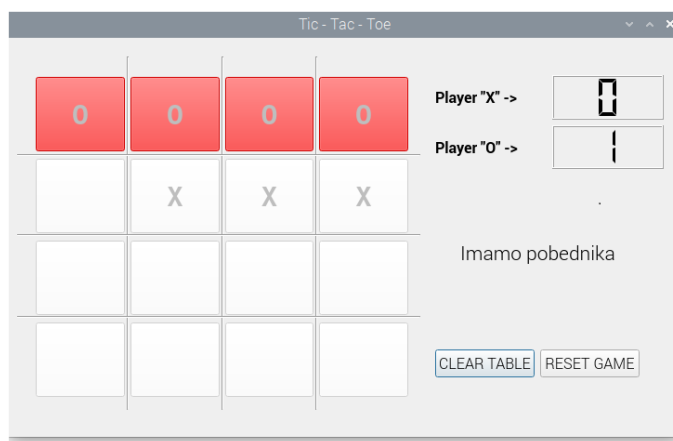 Tic - Tac - Toe
O O O O
X X X
Player "X" -> 0
Player "O" -> 1
.
Imamo pobednika
CLEAR TABLE RESET GAME